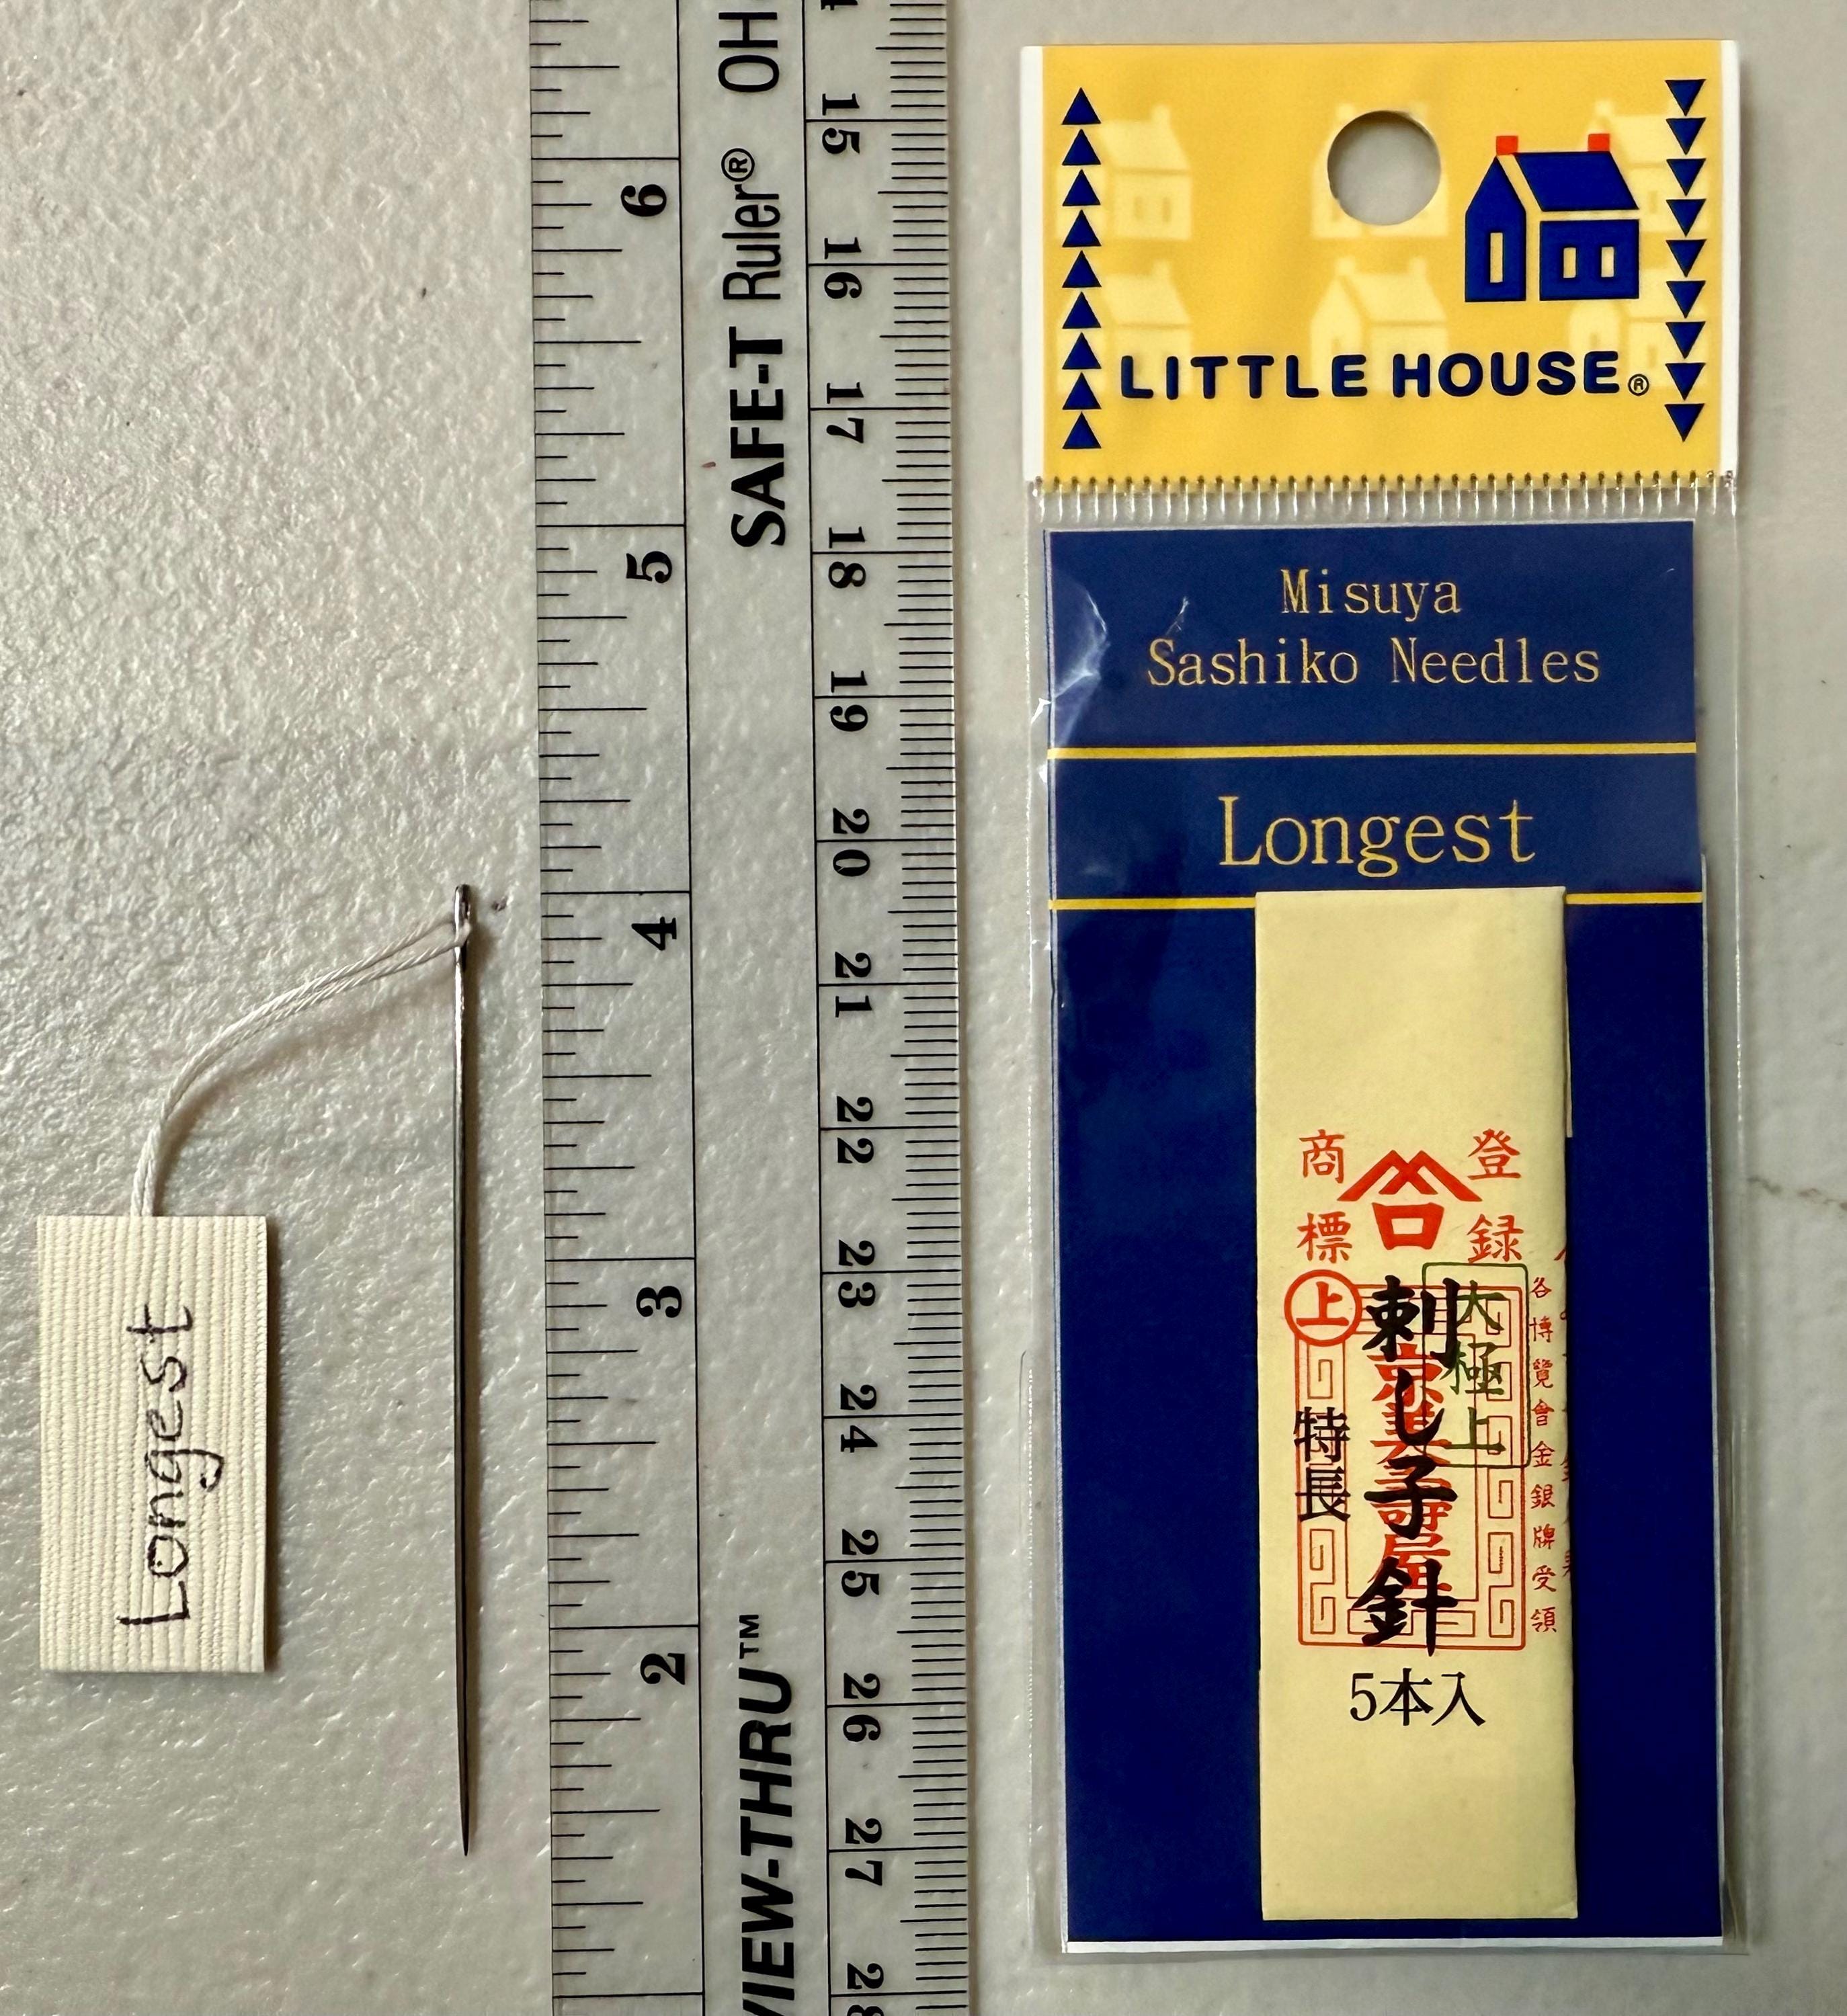 Longest
6
5
4
3
2
SAFE-T Ruler® OH
VIEW-THRU™
15
16
17
18
19
20
21
22
23
24
25
26
27
28
LITTLE HOUSE®
Misuya
Sashiko Needles
Longest
登録
商標
上
大極上
刺し子針
特長
各博覧會金銀牌受領
5本入